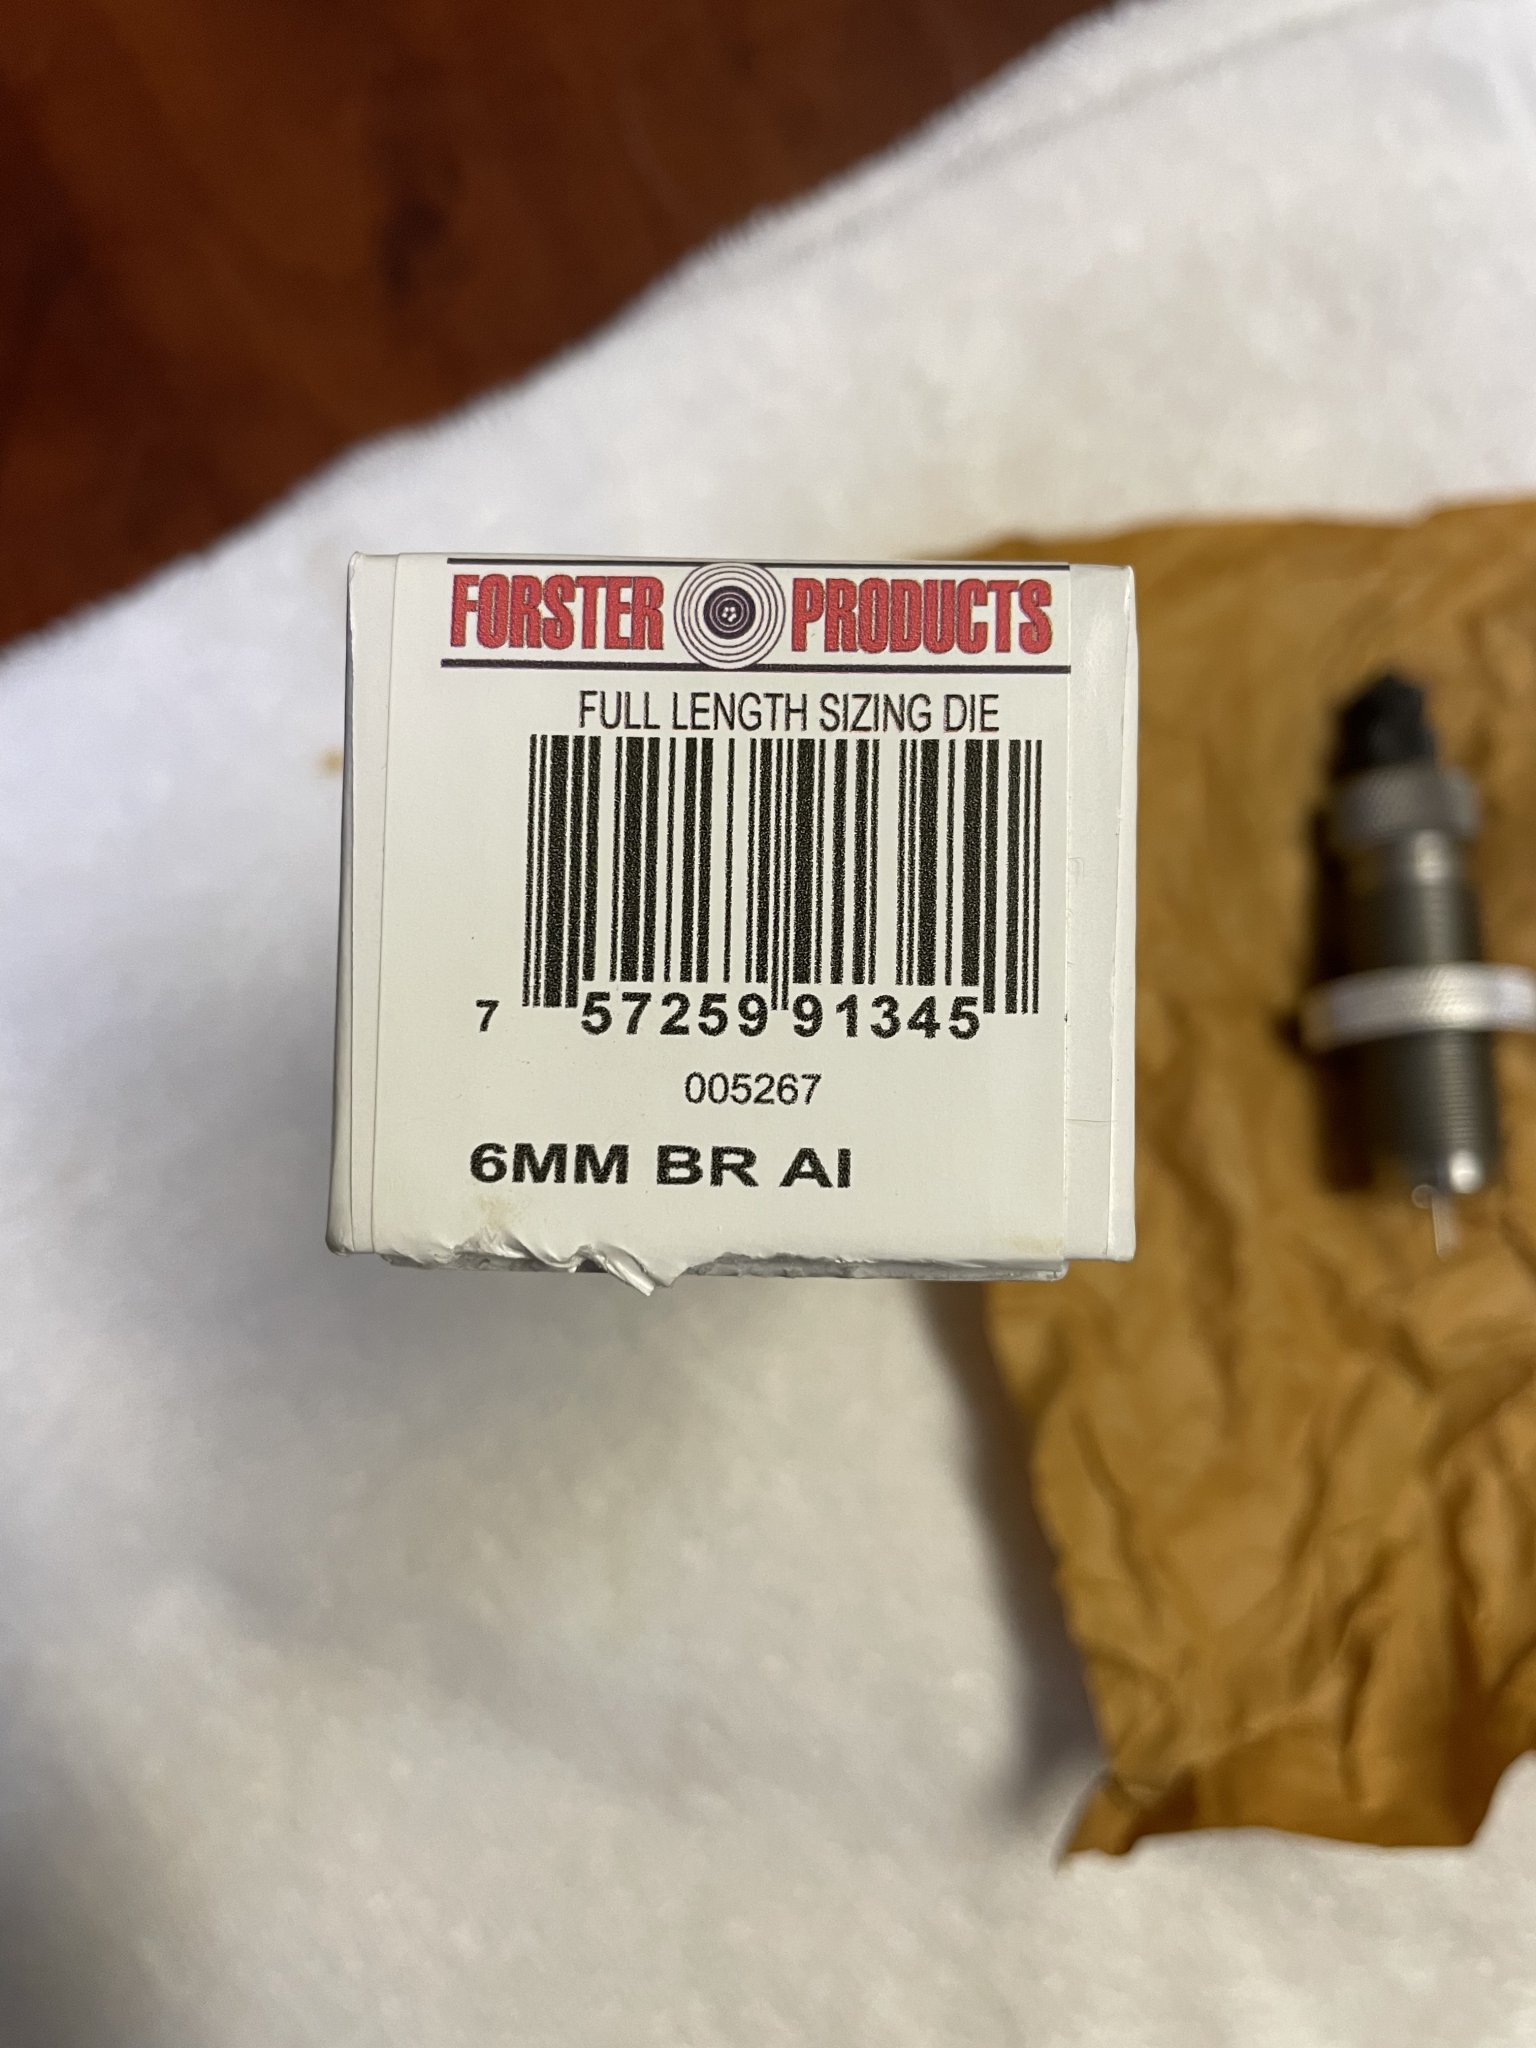 FORSTER PRODUCTS
FULL LENGTH SIZING DIE
7 57259 91345
005267
6MM BR AI